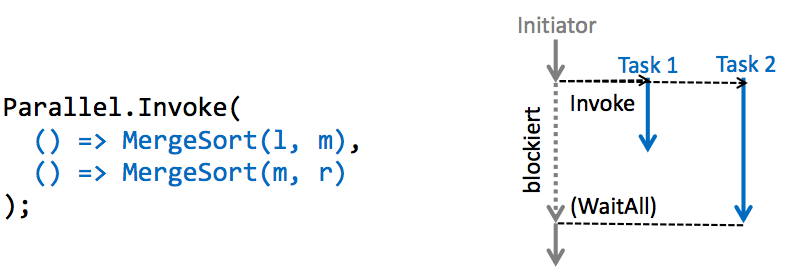 Parallel.Invoke(
() => MergeSort(l, m),
() => MergeSort(m, r)
);
Initiator
Task 1
Task 2
Invoke
blockiert
(WaitAll)